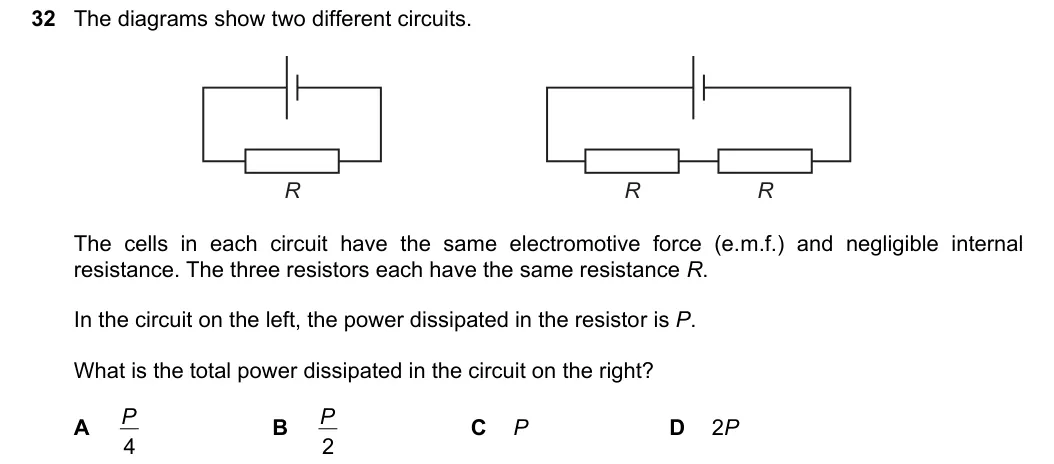 32 The diagrams show two different circuits.
R R R
The cells in each circuit have the same electromotive force (e.m.f.) and negligible internal
resistance. The three resistors each have the same resistance R.
In the circuit on the left, the power dissipated in the resistor is P.
What is the total power dissipated in the circuit on the right?
A P/4 B P/2 C P D 2P